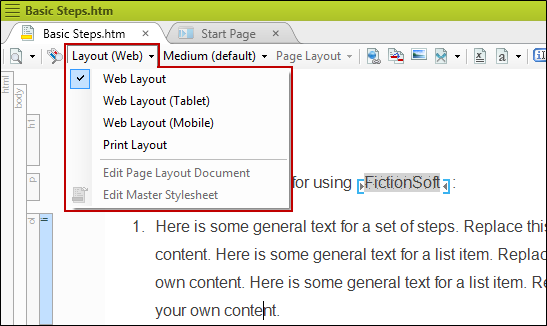 Basic Steps.htm
Basic Steps.htm × Start Page ×
Layout (Web) Medium (default) Page Layout
html
body
h1
p
ol
li
Web Layout
Web Layout (Tablet)
Web Layout (Mobile)
Print Layout
Edit Page Layout Document
Edit Master Stylesheet
for using FictionSoft :
1. Here is some general text for a set of steps. Replace this
content. Here is some general text for a list item. Replace
own content. Here is some general text for a list item. Re
your own content.